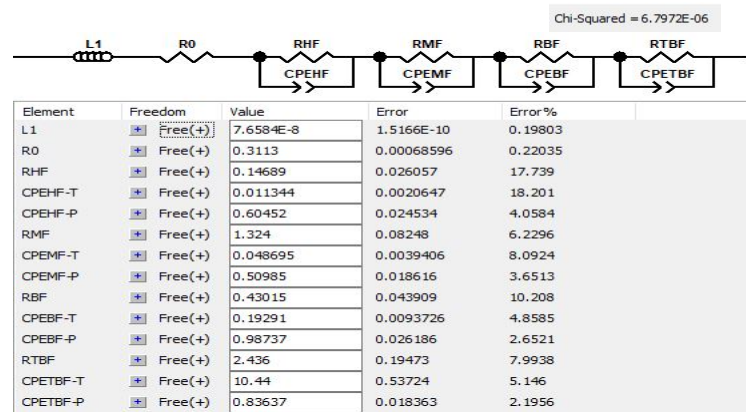 Chi-Squared = 6.7972E-06
L1 R0 RHF RMF RBF RTBF
CPEHF CPEMF CPEBF CPETBF
Element Freedom Value Error Error%
L1 + Free(+) 7.6584E-8 1.5166E-10 0.19803
R0 + Free(+) 0.3113 0.00068596 0.22035
RHF + Free(+) 0.14689 0.026057 17.739
CPEHF-T + Free(+) 0.011344 0.0020647 18.201
CPEHF-P + Free(+) 0.60452 0.024534 4.0584
RMF + Free(+) 1.324 0.08248 6.2296
CPEMF-T + Free(+) 0.048695 0.0039406 8.0924
CPEMF-P + Free(+) 0.50985 0.018616 3.6513
RBF + Free(+) 0.43015 0.043909 10.208
CPEBF-T + Free(+) 0.19291 0.0093726 4.8585
CPEBF-P + Free(+) 0.98737 0.026186 2.6521
RTBF + Free(+) 2.436 0.19473 7.9938
CPETBF-T + Free(+) 10.44 0.53724 5.146
CPETBF-P + Free(+) 0.83637 0.018363 2.1956